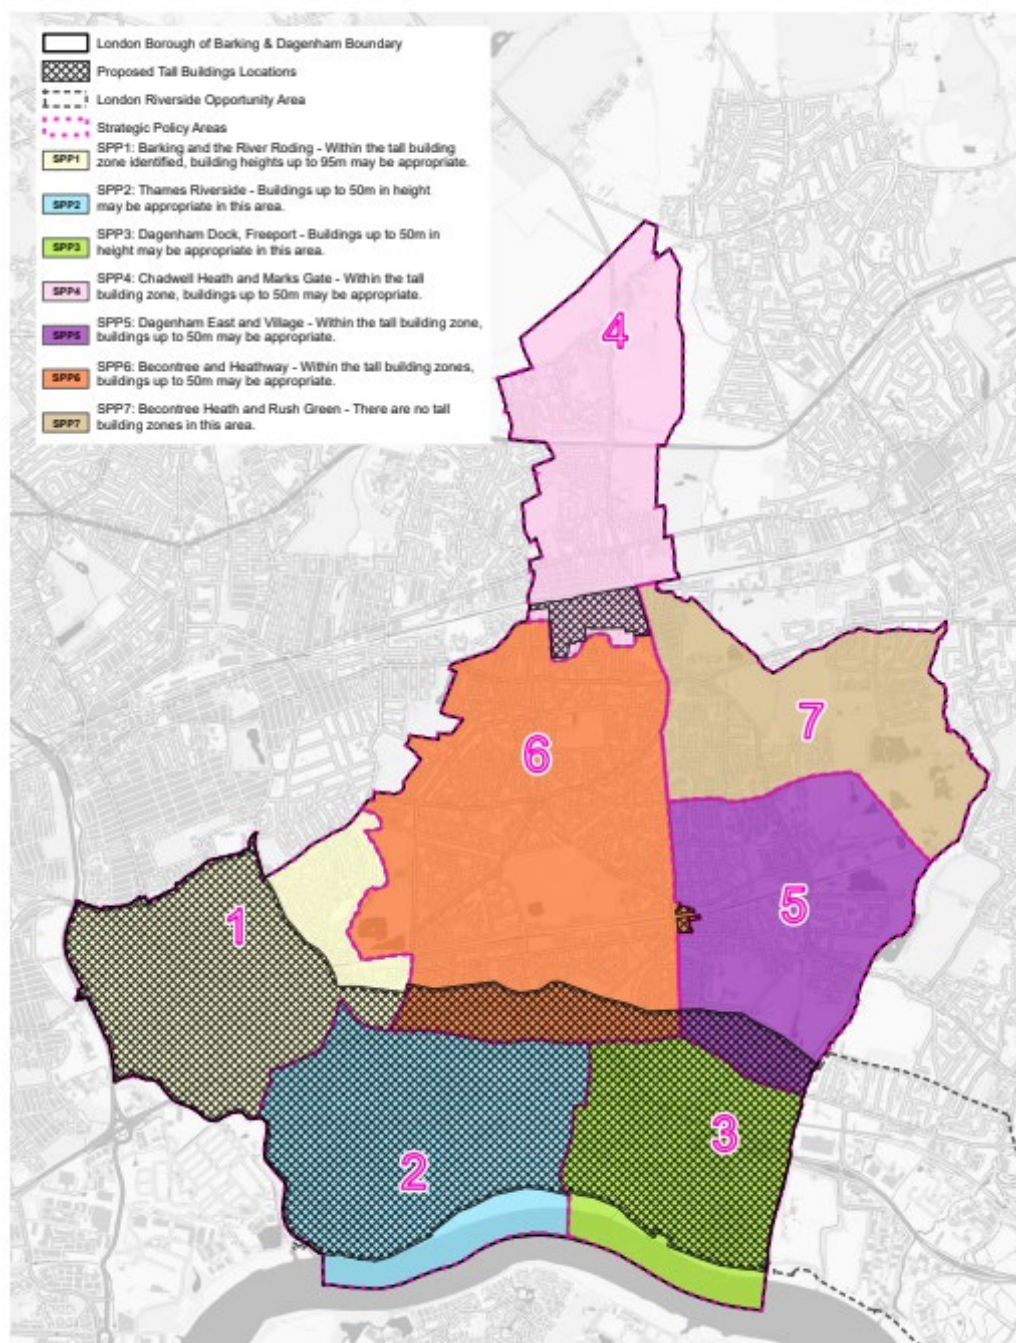 London Borough of Barking & Dagenham Boundary
Proposed Tall Buildings Locations
London Riverside Opportunity Area
Strategic Policy Areas
SPP1
SPP1: Barking and the River Roding - Within the tall building
zone identified, building heights up to 95m may be appropriate.
SPP2
SPP2: Thames Riverside - Buildings up to 50m in height
may be appropriate in this area.
SPP3
SPP3: Dagenham Dock, Freeport - Buildings up to 50m in
height may be appropriate in this area.
SPP4
SPP4: Chadwell Heath and Marks Gate - Within the tall
building zone, buildings up to 50m may be appropriate.
SPP5
SPP5: Dagenham East and Village - Within the tall building zone,
buildings up to 50m may be appropriate.
SPP6
SPP6: Becontree and Heathway - Within the tall building zones,
buildings up to 50m may be appropriate.
SPP7
SPP7: Becontree Heath and Rush Green - There are no tall
building zones in this area.
4
7
6
5
1
3
2